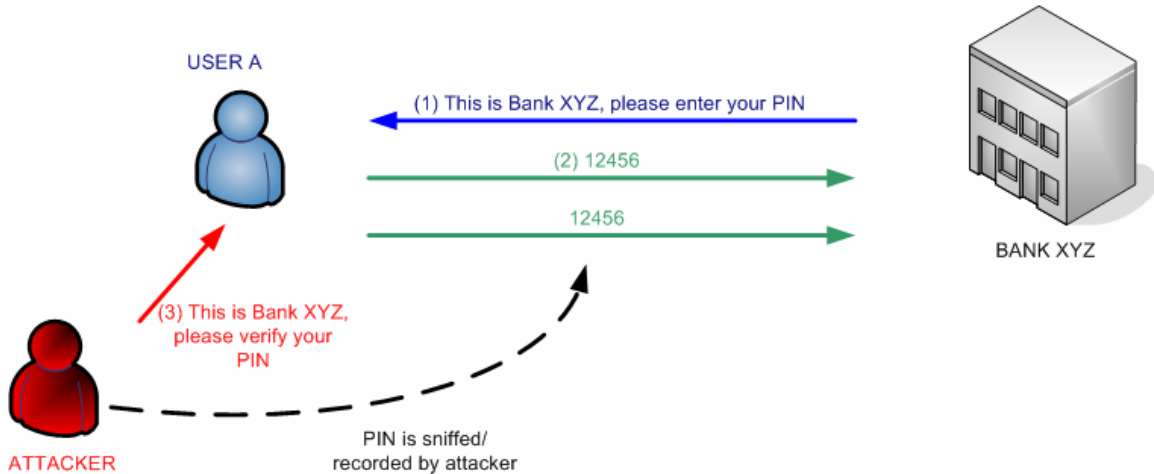 USER A
(1) This is Bank XYZ, please enter your PIN
(2) 12456
12456
BANK XYZ
(3) This is Bank XYZ,
please verify your
PIN
PIN is sniffed/
recorded by attacker
ATTACKER